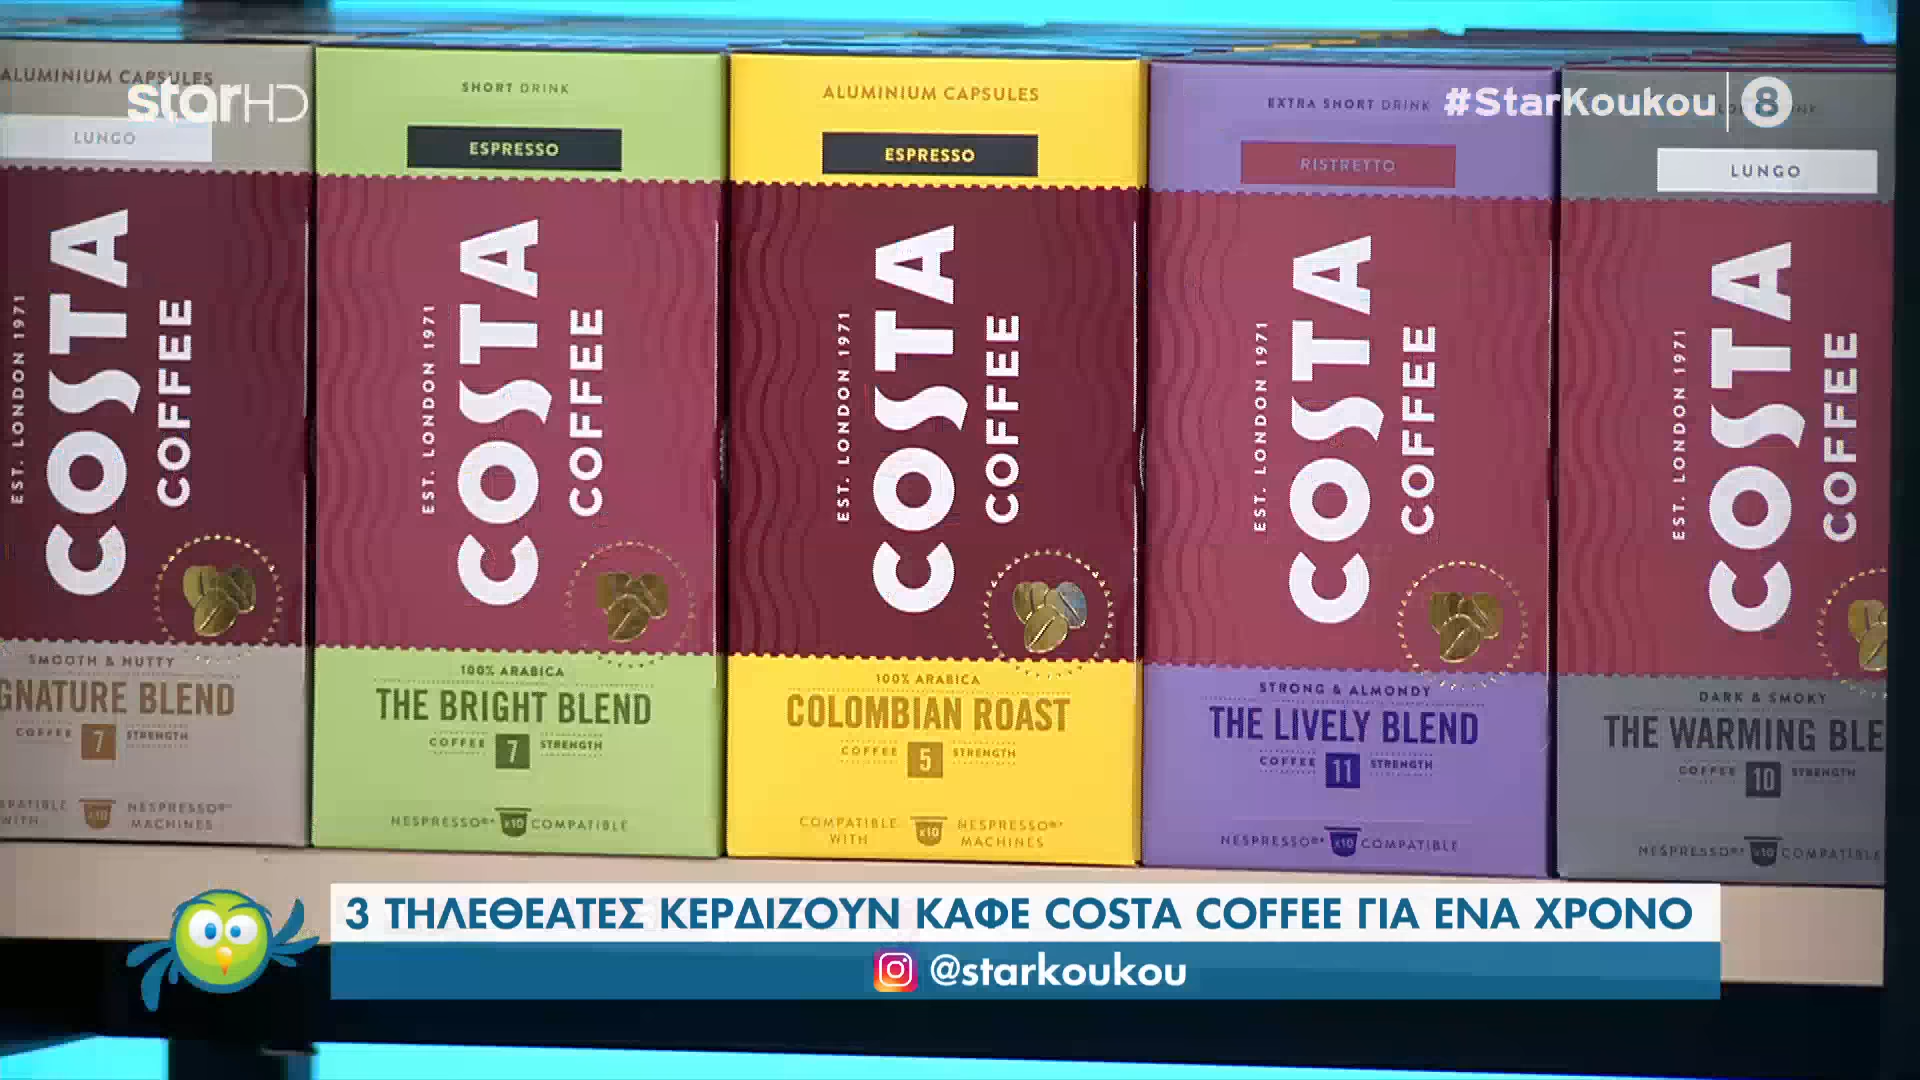 ALUMINIUM CAPSULES
LUNGO
EST. LONDON 1971
COSTA
COFFEE
SMOOTH & NUTTY
GNATURE BLEND
COFFEE 7 STRENGTH
NESPRESSO®*
MACHINES
SHORT DRINK
ESPRESSO
EST. LONDON 1971
COSTA
COFFEE
100% ARABICA
THE BRIGHT BLEND
COFFEE 7 STRENGTH
NESPRESSO®* x10 COMPATIBLE
ALUMINIUM CAPSULES
ESPRESSO
EST. LONDON 1971
COSTA
COFFEE
100% ARABICA
COLOMBIAN ROAST
COFFEE 5 STRENGTH
COMPATIBLE WITH x10 NESPRESSO®* MACHINES
EXTRA SHORT DRINK
RISTRETTO
EST. LONDON 1971
COSTA
COFFEE
STRONG & ALMONDY
THE LIVELY BLEND
COFFEE 11 STRENGTH
NESPRESSO®* x10 COMPATIBLE
LUNGO
EST. LONDON 1971
COSTA
COFFEE
DARK & SMOKY
THE WARMING BLE
COFFEE 10 STRENGTH
NESPRESSO®* x10 COMPATIBLE
star HD
#StarKoukou 8
3 ΤΗΛΕΘΕΑΤΕΣ ΚΕΡΔΙΖΟΥΝ ΚΑΦΕ COSTA COFFEE ΓΙΑ ΕΝΑ ΧΡΟΝΟ
@starkoukou